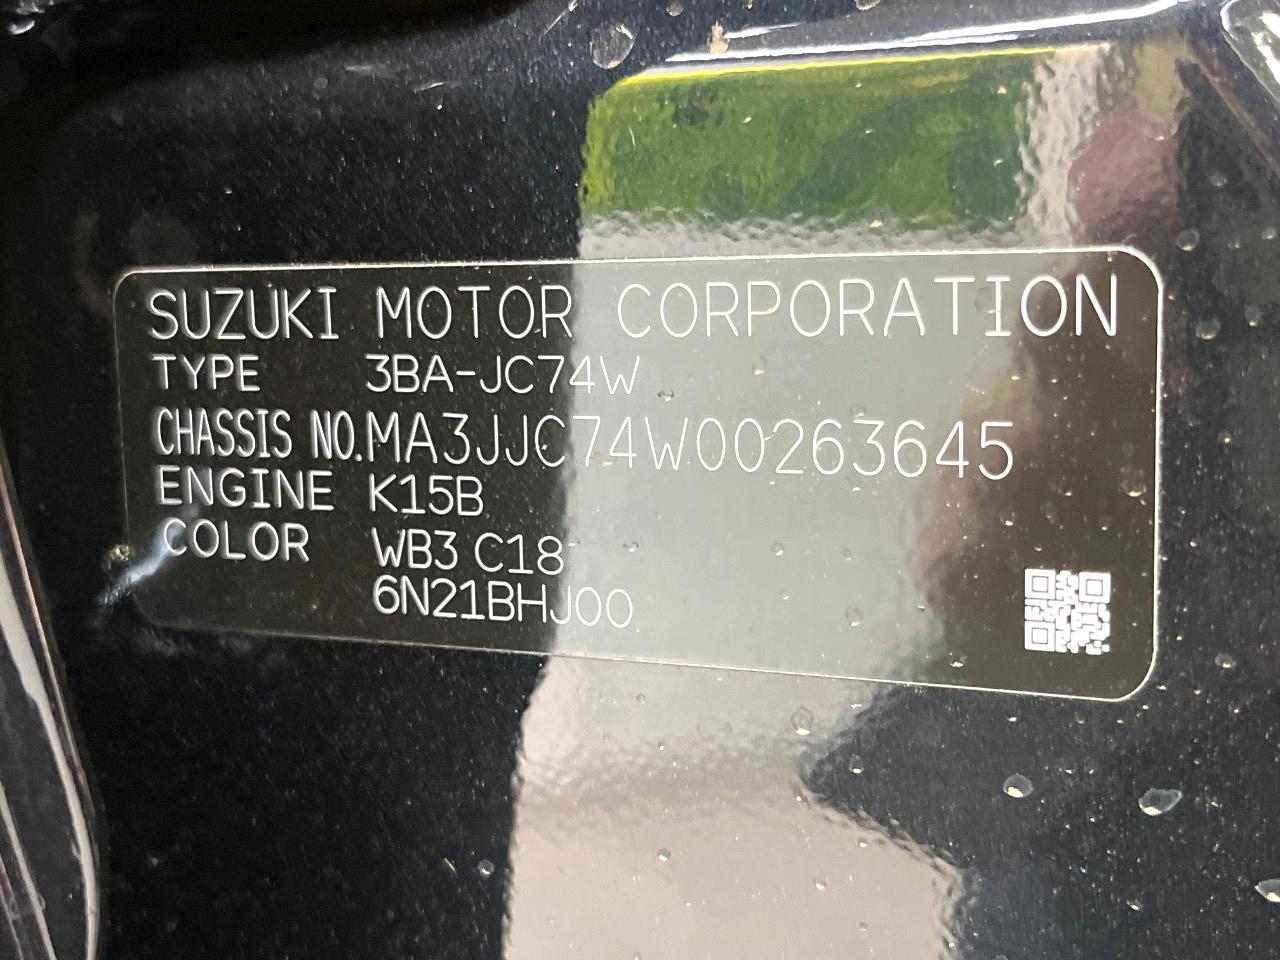 SUZUKI MOTOR CORPORATION
TYPE 3BA-JC74W
CHASSIS NO. MA3JJC74W00263645
ENGINE K15B
COLOR WB3 C18
6N21BHJ00